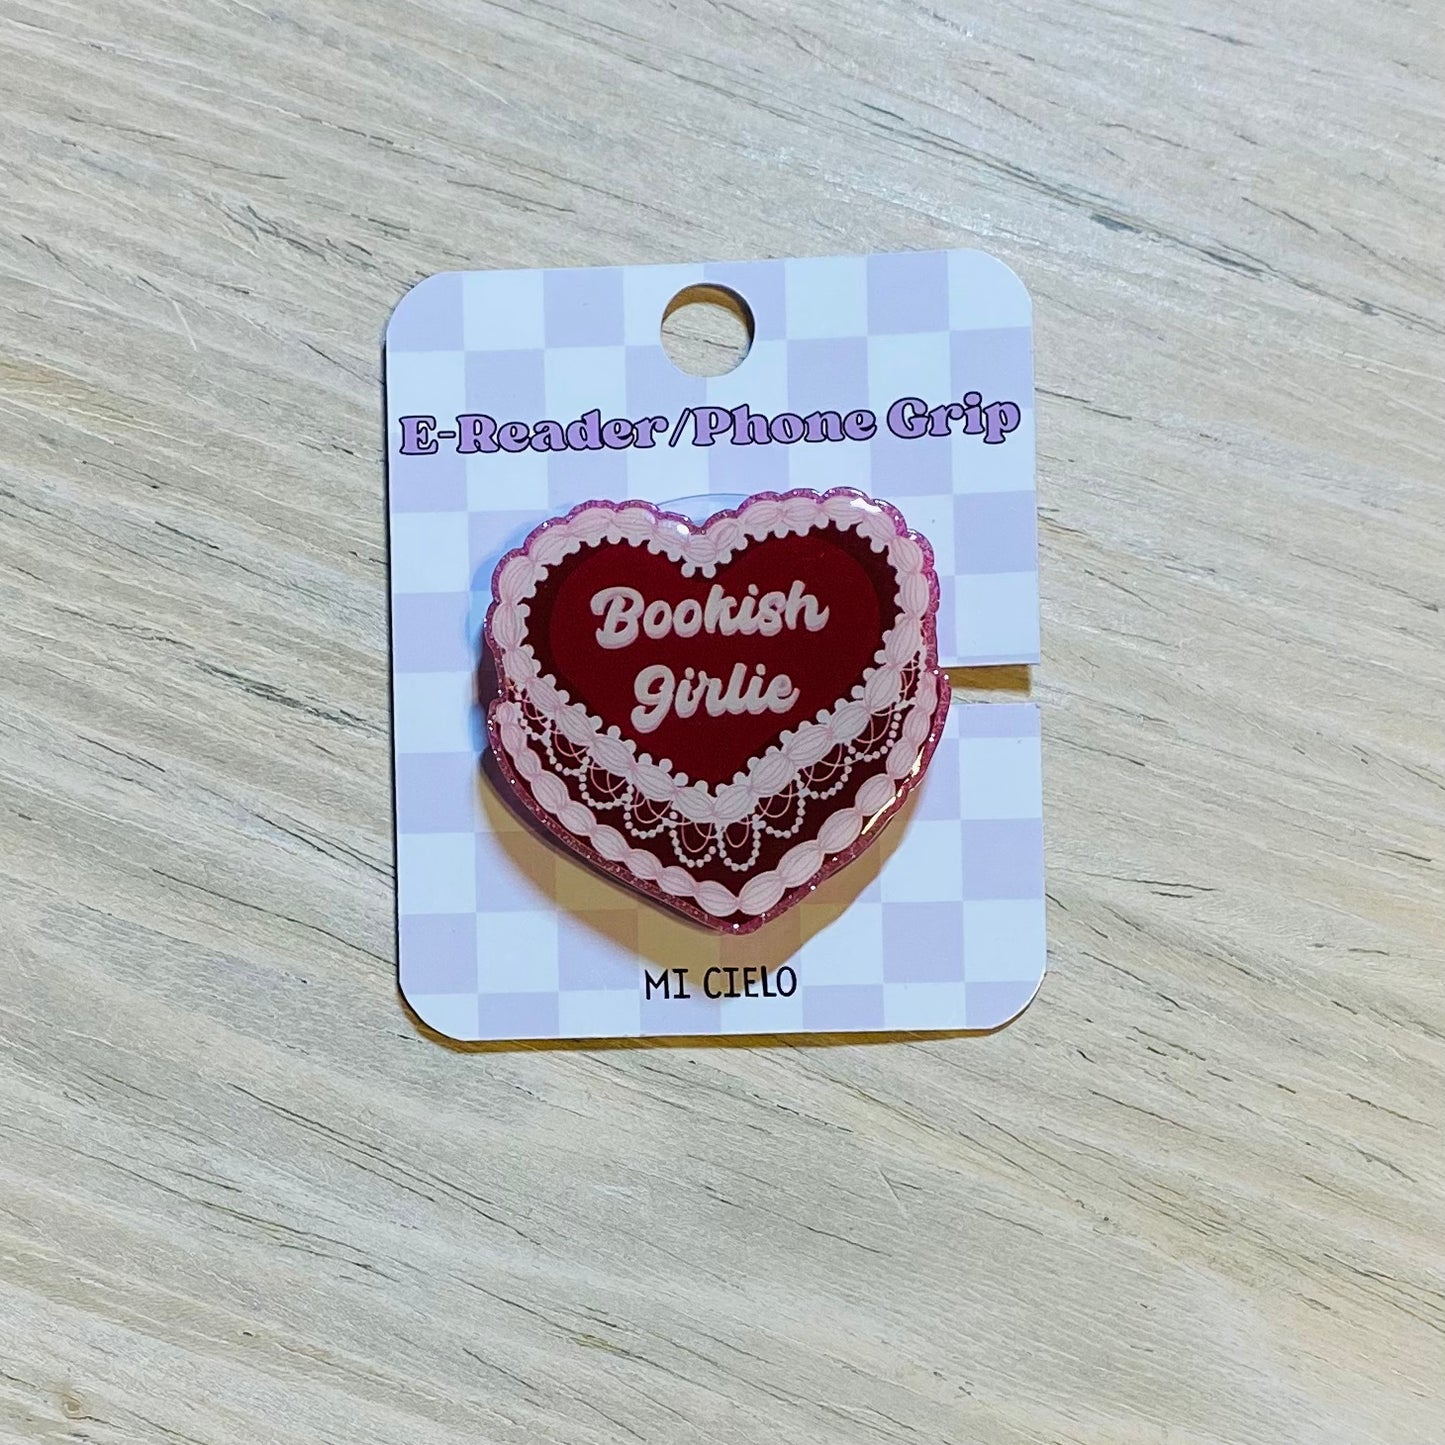 E-Reader/Phone Grip
Bookish
girlie
MI CIELO